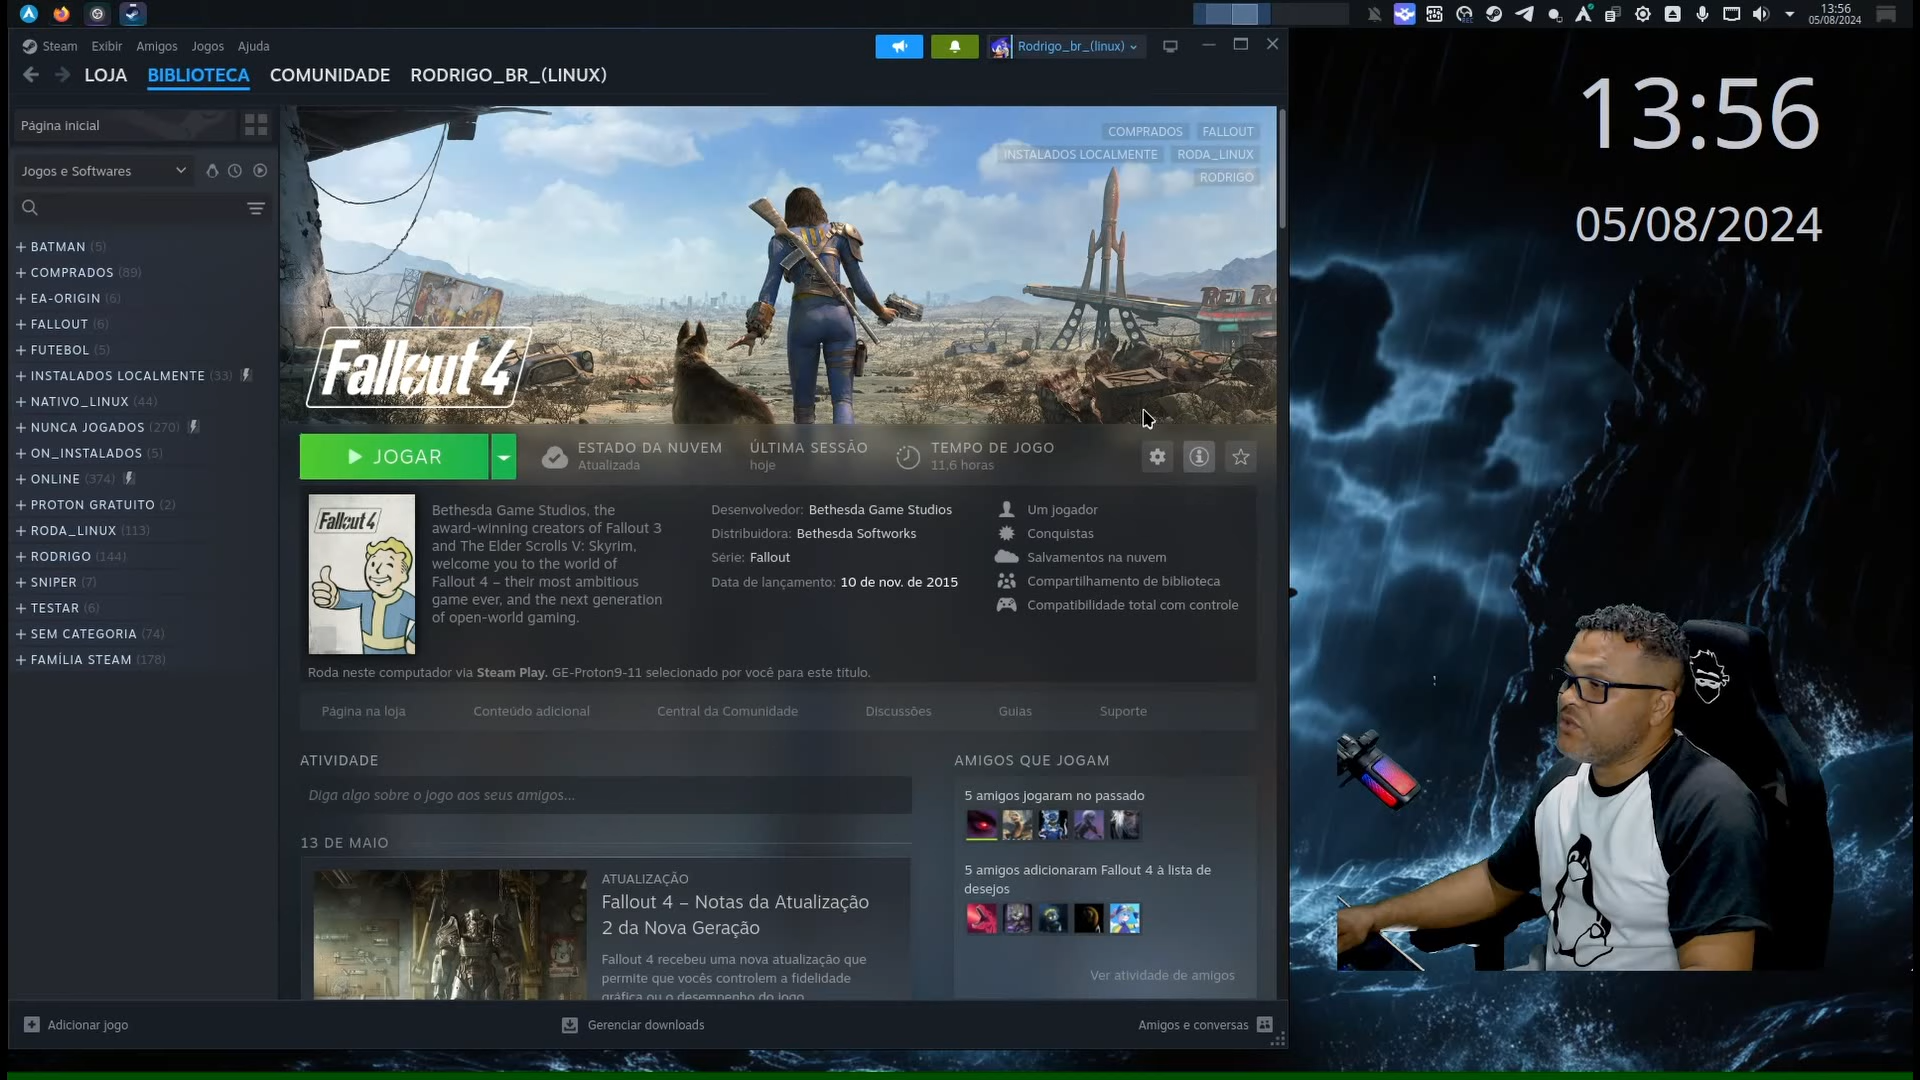 13:56
05/08/2024
Steam Exibir Amigos Jogos Ajuda
Rodrigo_br_(linux)
LOJA BIBLIOTECA COMUNIDADE RODRIGO_BR_(LINUX)
13:56
05/08/2024
Página inicial
COMPRADOS FALLOUT
INSTALADOS LOCALMENTE RODA_LINUX
RODRIGO
Jogos e Softwares
+ BATMAN (5)
+ COMPRADOS (89)
+ EA-ORIGIN (6)
+ FALLOUT (6)
+ FUTEBOL (5)
+ INSTALADOS LOCALMENTE (33)
+ NATIVO_LINUX (44)
+ NUNCA JOGADOS (270)
+ ON_INSTALADOS (5)
+ ONLINE (374)
+ PROTON GRATUITO (2)
+ RODA_LINUX (113)
+ RODRIGO (144)
+ SNIPER (7)
+ TESTAR (6)
+ SEM CATEGORIA (74)
+ FAMÍLIA STEAM (178)
RED RO
Fallout 4
JOGAR
ESTADO DA NUVEM
Atualizada
ÚLTIMA SESSÃO
hoje
TEMPO DE JOGO
11,6 horas
Fallout 4
Bethesda Game Studios, the
award-winning creators of Fallout 3
and The Elder Scrolls V: Skyrim,
welcome you to the world of
Fallout 4 – their most ambitious
game ever, and the next generation
of open-world gaming.
Desenvolvedor: Bethesda Game Studios
Distribuidora: Bethesda Softworks
Série: Fallout
Data de lançamento: 10 de nov. de 2015
Um jogador
Conquistas
Salvamentos na nuvem
Compartilhamento de biblioteca
Compatibilidade total com controle
Roda neste computador via Steam Play. GE-Proton9-11 selecionado por você para este título.
Página na loja Conteúdo adicional Central da Comunidade Discussões Guias Suporte
ATIVIDADE
Diga algo sobre o jogo aos seus amigos...
13 DE MAIO
ATUALIZAÇÃO
Fallout 4 – Notas da Atualização
2 da Nova Geração
Fallout 4 recebeu uma nova atualização que
permite que vocês controlem a fidelidade
gráfica ou o desempenho do jogo
AMIGOS QUE JOGAM
5 amigos jogaram no passado
5 amigos adicionaram Fallout 4 à lista de
desejos
Ver atividade de amigos
Adicionar jogo
Gerenciar downloads
Amigos e conversas